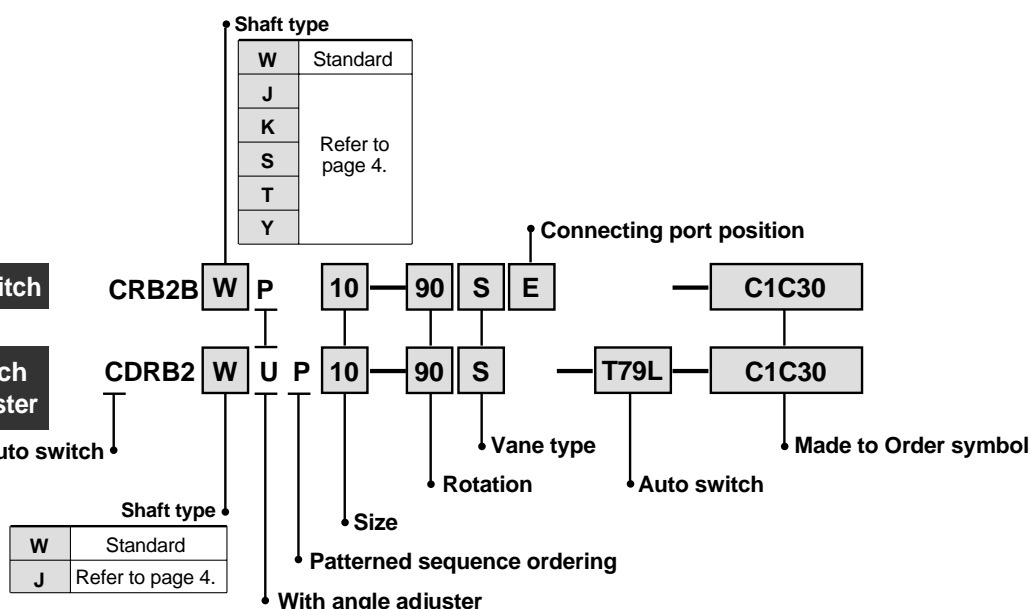 Shaft type
W Standard
J
K
S
T
Y
Refer to
page 4.
Connecting port position
CRB2B W P 10 90 S E C1C30
CDRB2 W U P 10 90 S T79L C1C30
Vane type
Made to Order symbol
Rotation
Auto switch
Shaft type
Size
W Standard
J Refer to page 4.
Patterned sequence ordering
With angle adjuster